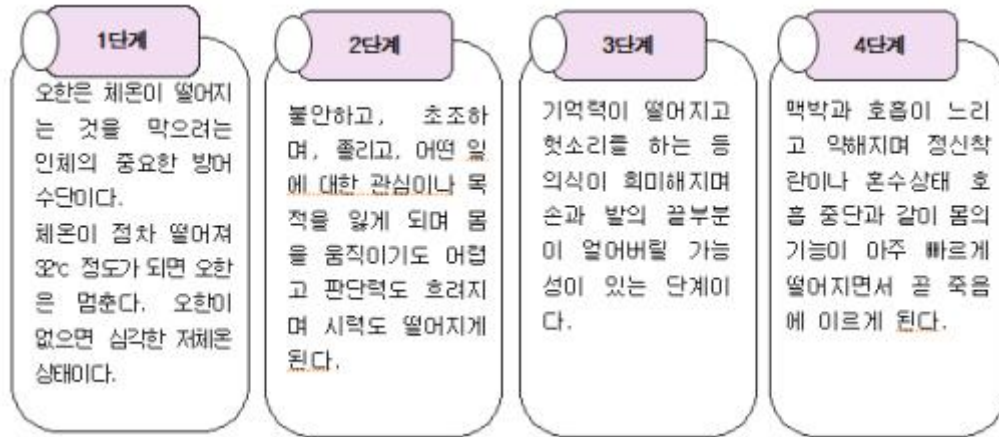 1단계
오한은 체온이 떨어지
는 것을 막으려는
인체의 중요한 방어
수단이다.
체온이 점차 떨어져
32℃ 정도가 되면 오한
은 멈춘다. 오한이
없으면 심각한 저체온
상태이다.
2단계
불안하고, 초조하
며, 졸리고, 어떤 일
에 대한 관심이나 목
적을 잃게 되며 몸
을 움직이기도 어렵
고 판단력도 흐려지
며 시력도 떨어지게
된다.
3단계
기억력이 떨어지고
헛소리를 하는 등
의식이 희미해지며
손과 발의 끝부분
이 얼어버릴 가능
성이 있는 단계이
다.
4단계
맥박과 호흡이 느리
고 약해지며 정신착
란이나 혼수상태 호
흡 중단과 같이 몸의
기능이 아주 빠르게
떨어지면서 곧 죽음
에 이르게 된다.